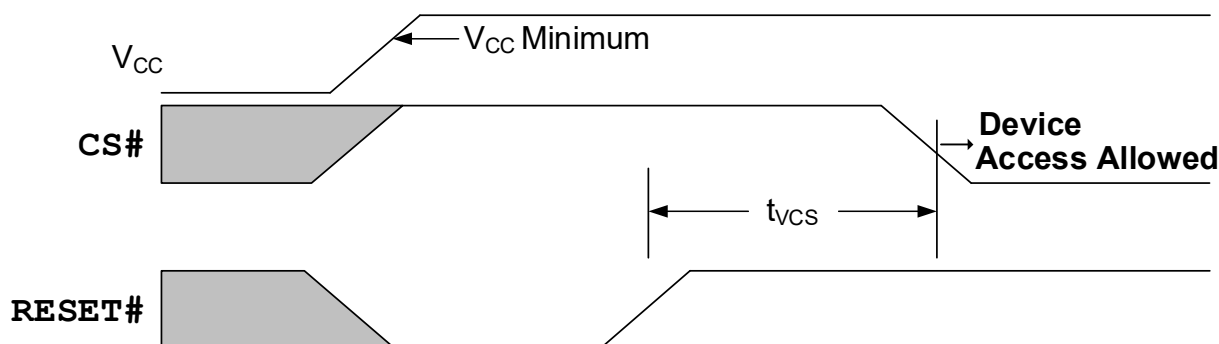 V_CC
V_CC Minimum
CS#
Device
Access Allowed
t_VCS
RESET#